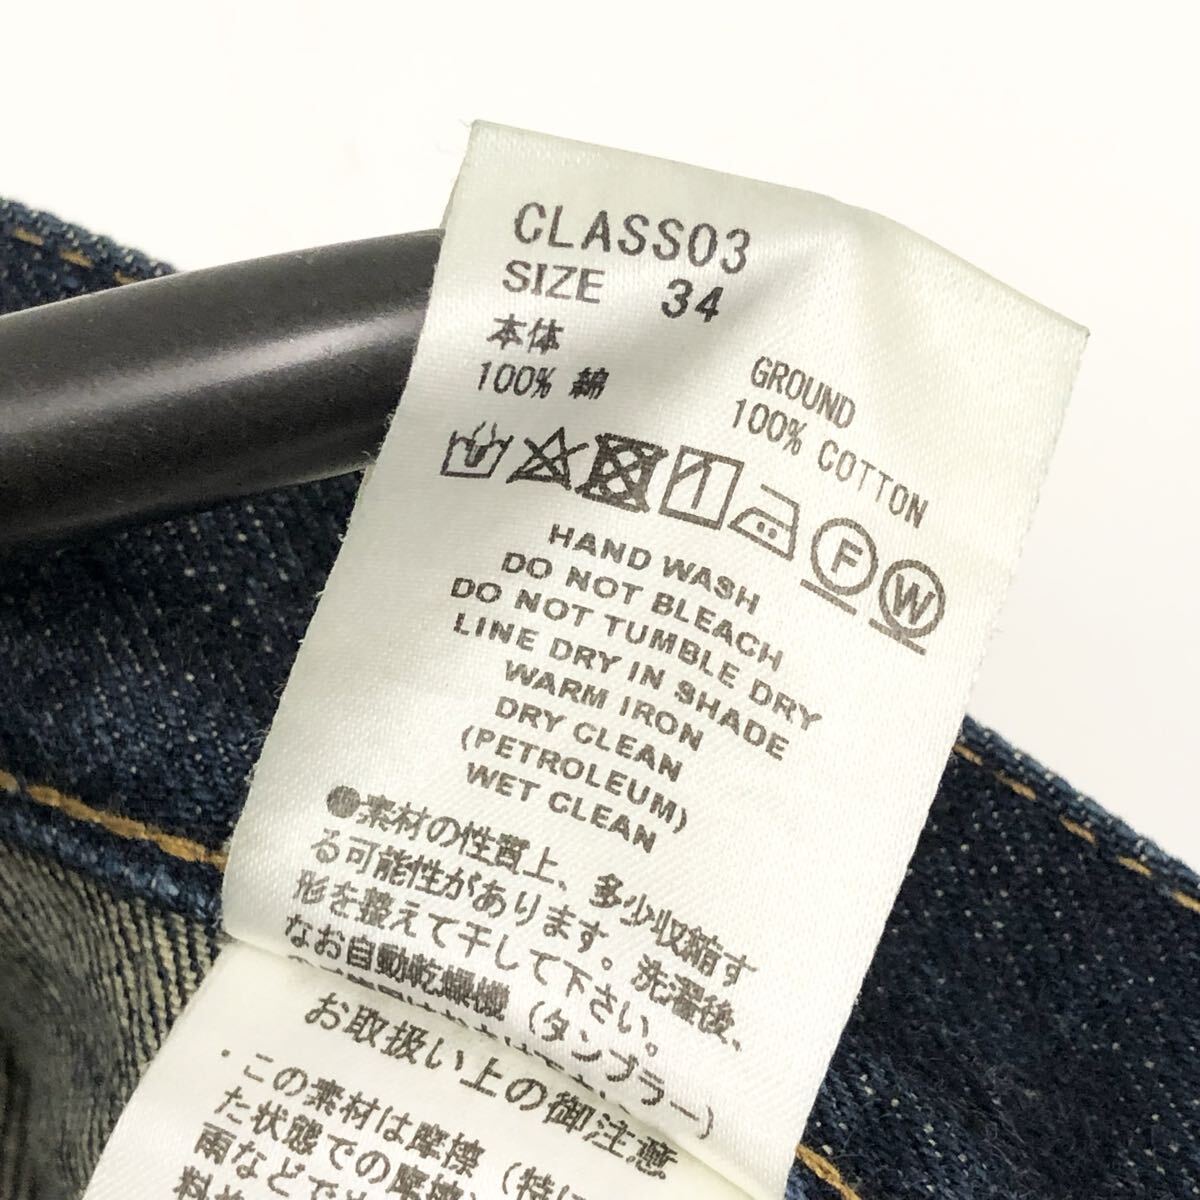 CLASS03
SIZE 34
本体
100% 綿
GROUND
100% COTTON
F W
HAND WASH
DO NOT BLEACH
DO NOT TUMBLE DRY
LINE DRY IN SHADE
WARM IRON
DRY CLEAN
(PETROLEUM)
WET CLEAN
●素材の性質上、多少収縮す
る可能性があります。洗濯後、
形を整えて干して下さい。
なお自動乾燥機(タンブラー)
お取扱い上の御注意
・この素材は摩擦(特に
た状態での摩擦
雨などで
料や